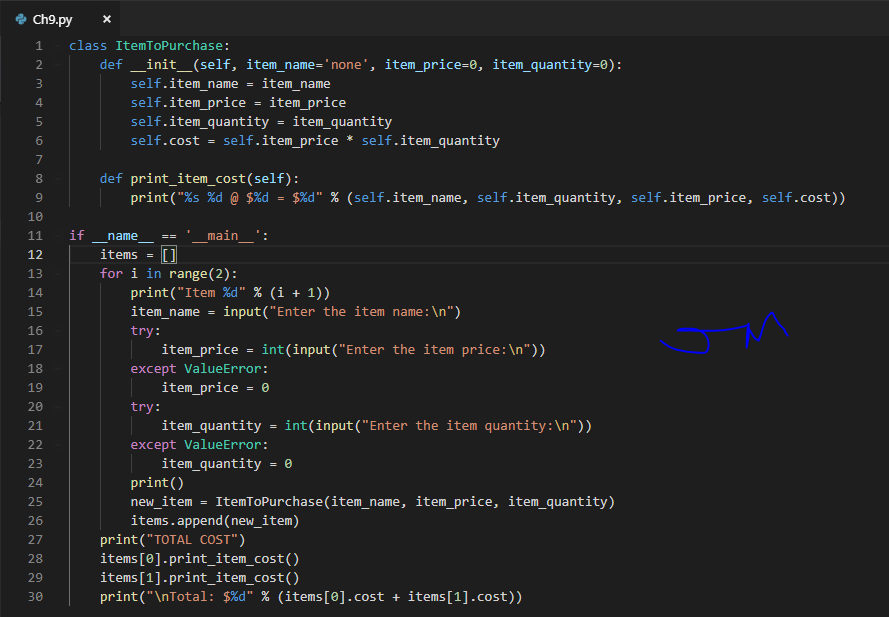 Ch9.py ×
1 class ItemToPurchase:
2     def __init__(self, item_name='none', item_price=0, item_quantity=0):
3         self.item_name = item_name
4         self.item_price = item_price
5         self.item_quantity = item_quantity
6         self.cost = self.item_price * self.item_quantity
7
8     def print_item_cost(self):
9         print("%s %d @ $%d = $%d" % (self.item_name, self.item_quantity, self.item_price, self.cost))
10
11 if __name__ == '__main__':
12     items = []
13     for i in range(2):
14         print("Item %d" % (i + 1))
15         item_name = input("Enter the item name:\n")
16         try:
17             item_price = int(input("Enter the item price:\n"))
18         except ValueError:
19             item_price = 0
20         try:
21             item_quantity = int(input("Enter the item quantity:\n"))
22         except ValueError:
23             item_quantity = 0
24         print()
25         new_item = ItemToPurchase(item_name, item_price, item_quantity)
26         items.append(new_item)
27     print("TOTAL COST")
28     items[0].print_item_cost()
29     items[1].print_item_cost()
30     print("\nTotal: $%d" % (items[0].cost + items[1].cost))